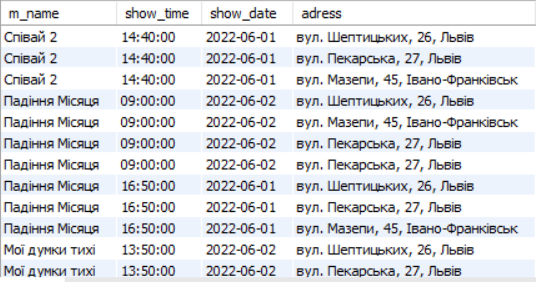 m_name show_time show_date adress
Співай 2 14:40:00 2022-06-01 вул. Шептицьких, 26, Львів
Співай 2 14:40:00 2022-06-01 вул. Пекарська, 27, Львів
Співай 2 14:40:00 2022-06-01 вул. Мазепи, 45, Івано-Франківськ
Падіння Місяця 09:00:00 2022-06-02 вул. Шептицьких, 26, Львів
Падіння Місяця 09:00:00 2022-06-02 вул. Мазепи, 45, Івано-Франківськ
Падіння Місяця 09:00:00 2022-06-02 вул. Пекарська, 27, Львів
Падіння Місяця 09:00:00 2022-06-02 вул. Пекарська, 27, Львів
Падіння Місяця 16:50:00 2022-06-01 вул. Шептицьких, 26, Львів
Падіння Місяця 16:50:00 2022-06-01 вул. Пекарська, 27, Львів
Падіння Місяця 16:50:00 2022-06-01 вул. Мазепи, 45, Івано-Франківськ
Мої думки тихі 13:50:00 2022-06-02 вул. Шептицьких, 26, Львів
Мої думки тихі 13:50:00 2022-06-02 вул. Пекарська, 27, Львів